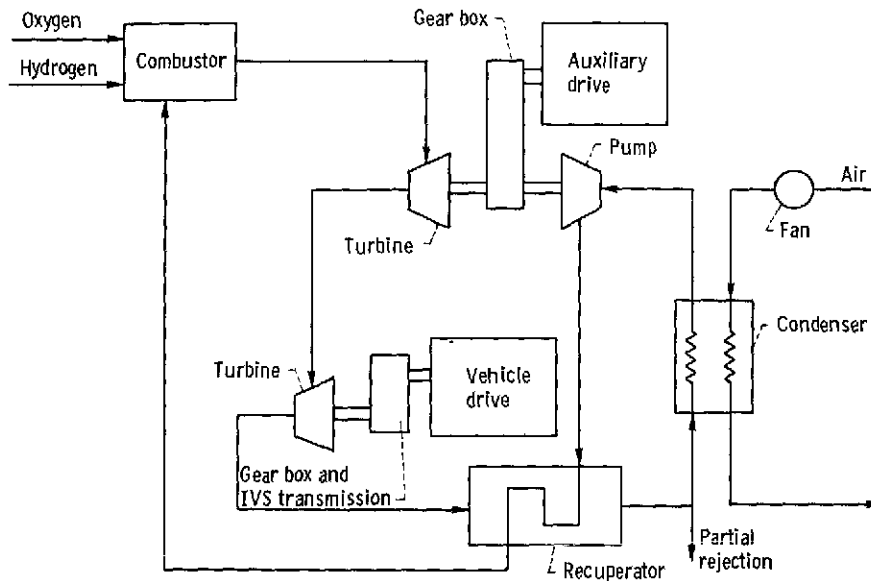 Oxygen
Hydrogen
Combustor
Gear box
Auxiliary
drive
Pump
Turbine
Air
Fan
Condenser
Turbine
Vehicle
drive
Gear box and
IVS transmission
Recuperator
Partial
rejection